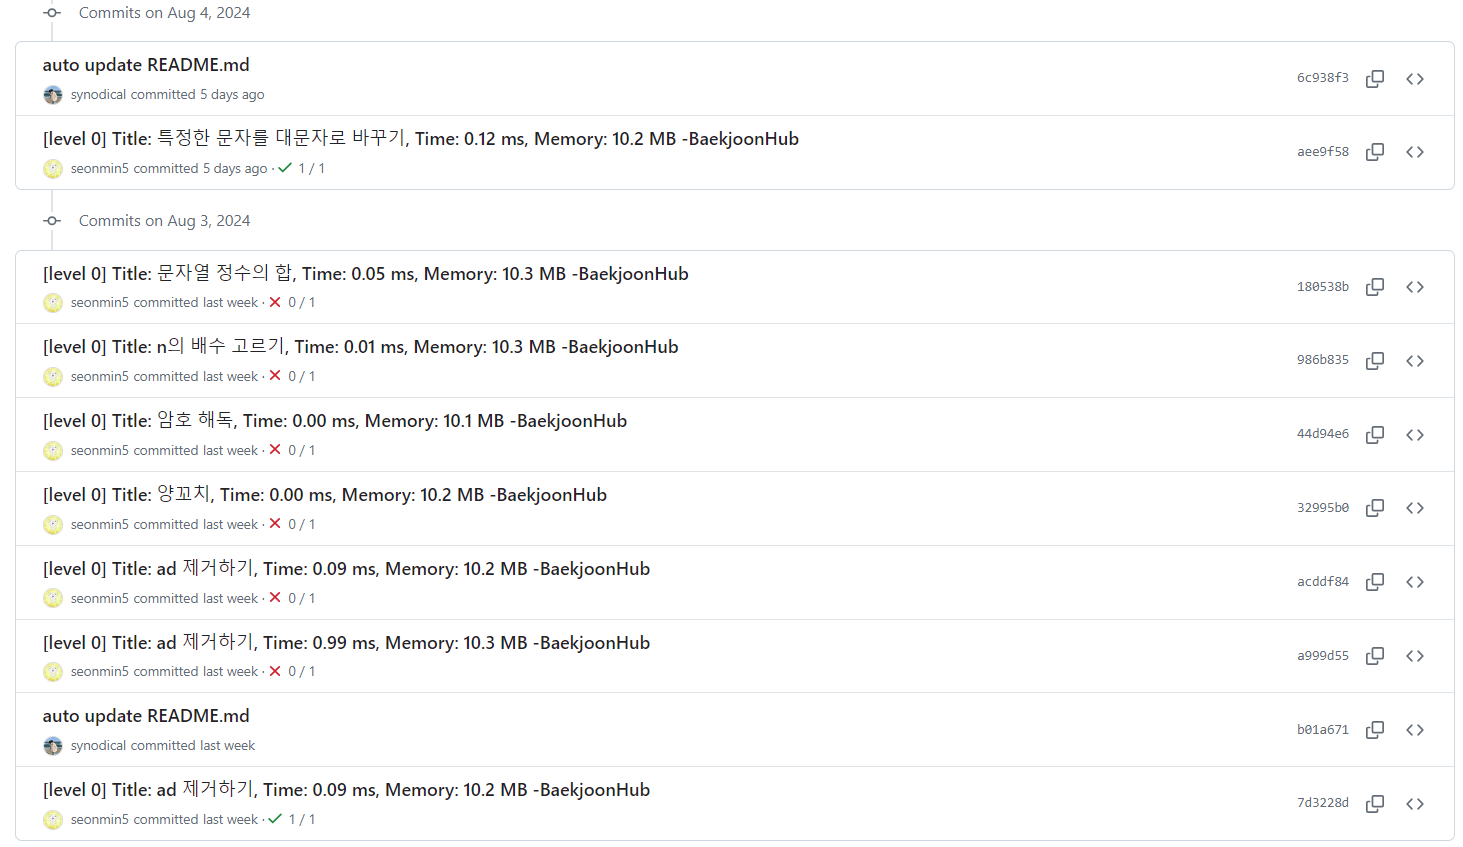 Commits on Aug 4, 2024
auto update README.md
6c938f3
synodical committed 5 days ago
[level 0] Title: 특정한 문자를 대문자로 바꾸기, Time: 0.12 ms, Memory: 10.2 MB -BaekjoonHub
aee9f58
seonmin5 committed 5 days ago · ✓ 1 / 1
Commits on Aug 3, 2024
[level 0] Title: 문자열 정수의 합, Time: 0.05 ms, Memory: 10.3 MB -BaekjoonHub
180538b
seonmin5 committed last week · ✕ 0 / 1
[level 0] Title: n의 배수 고르기, Time: 0.01 ms, Memory: 10.3 MB -BaekjoonHub
986b835
seonmin5 committed last week · ✕ 0 / 1
[level 0] Title: 암호 해독, Time: 0.00 ms, Memory: 10.1 MB -BaekjoonHub
44d94e6
seonmin5 committed last week · ✕ 0 / 1
[level 0] Title: 양꼬치, Time: 0.00 ms, Memory: 10.2 MB -BaekjoonHub
32995b0
seonmin5 committed last week · ✕ 0 / 1
[level 0] Title: ad 제거하기, Time: 0.09 ms, Memory: 10.2 MB -BaekjoonHub
acddf84
seonmin5 committed last week · ✕ 0 / 1
[level 0] Title: ad 제거하기, Time: 0.99 ms, Memory: 10.3 MB -BaekjoonHub
a999d55
seonmin5 committed last week · ✕ 0 / 1
auto update README.md
b01a671
synodical committed last week
[level 0] Title: ad 제거하기, Time: 0.09 ms, Memory: 10.2 MB -BaekjoonHub
7d3228d
seonmin5 committed last week · ✓ 1 / 1